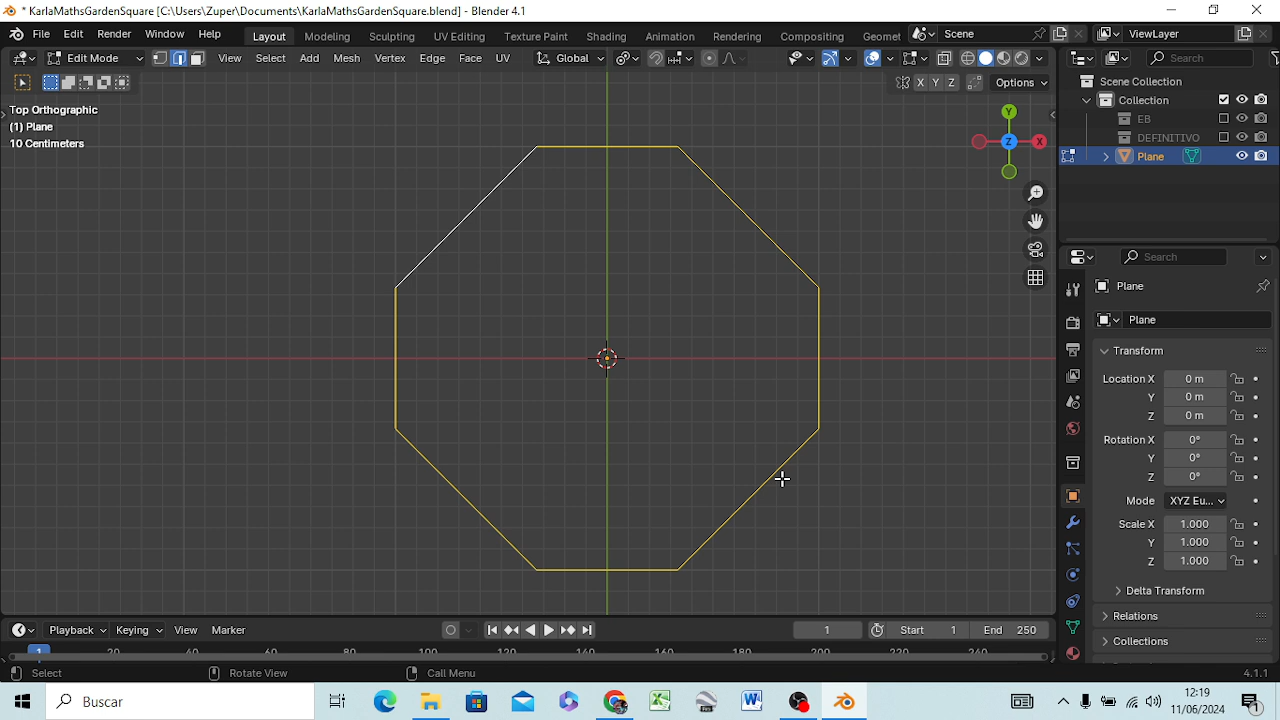 * KarlaMathsGardenSquare [C:\Users\Zuper\Documents\KarlaMathsGardenSquare.blend] - Blender 4.1
File Edit Render Window Help Layout Modeling Sculpting UV Editing Texture Paint Shading Animation Rendering Compositing Geomet Scene ViewLayer
Edit Mode View Select Add Mesh Vertex Edge Face UV Global Search
X Y Z Options
Scene Collection
Collection
EB
DEFINITIVO
Plane
Top Orthographic
(1) Plane
10 Centimeters
Y
Z X
Search
Plane
Plane
Transform
Location X 0 m
Y 0 m
Z 0 m
Rotation X 0°
Y 0°
Z 0°
Mode XYZ Eu...
Scale X 1.000
Y 1.000
Z 1.000
Delta Transform
Relations
Collections
Playback Keying View Marker 1 Start 1 End 250
1 20 40 60 80 100 120 140 160 180 200 220 240
Select Rotate View Call Menu 4.1.1
Buscar
12:19
11/06/2024
1